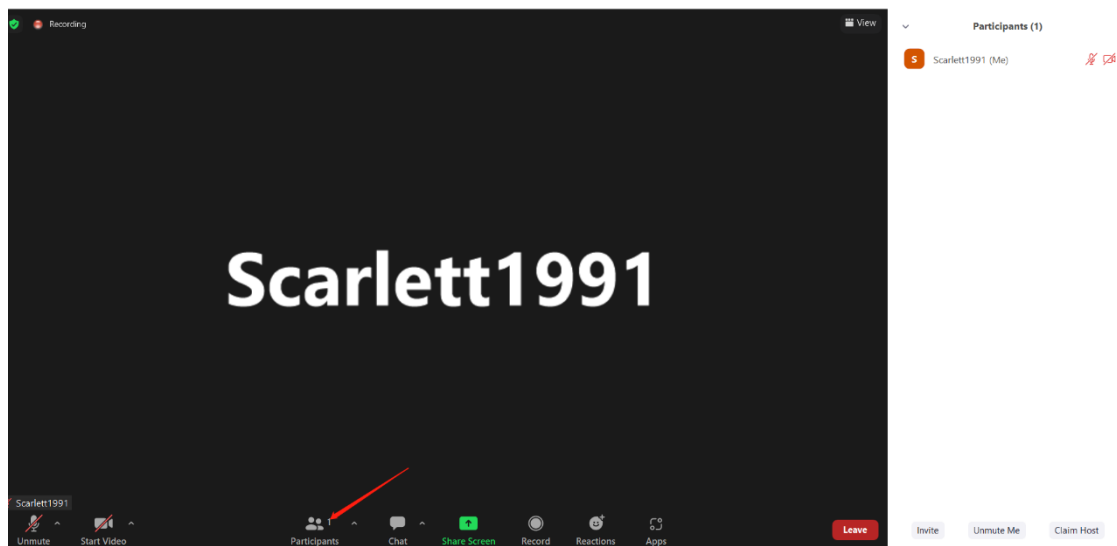 Recording
View
Participants (1)
S
Scarlett1991 (Me)
Scarlett1991
Scarlett1991
1
Unmute
Start Video
Participants
Chat
Share Screen
Record
Reactions
Apps
Leave
Invite
Unmute Me
Claim Host